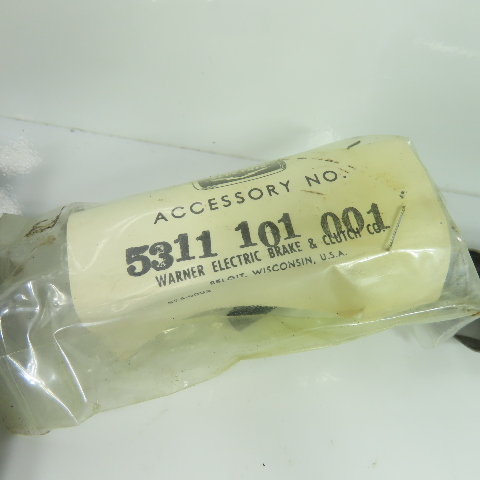 ACCESSORY NO.
5311 101 001
WARNER ELECTRIC BRAKE & CLUTCH CO.
BELOIT, WISCONSIN, U.S.A.